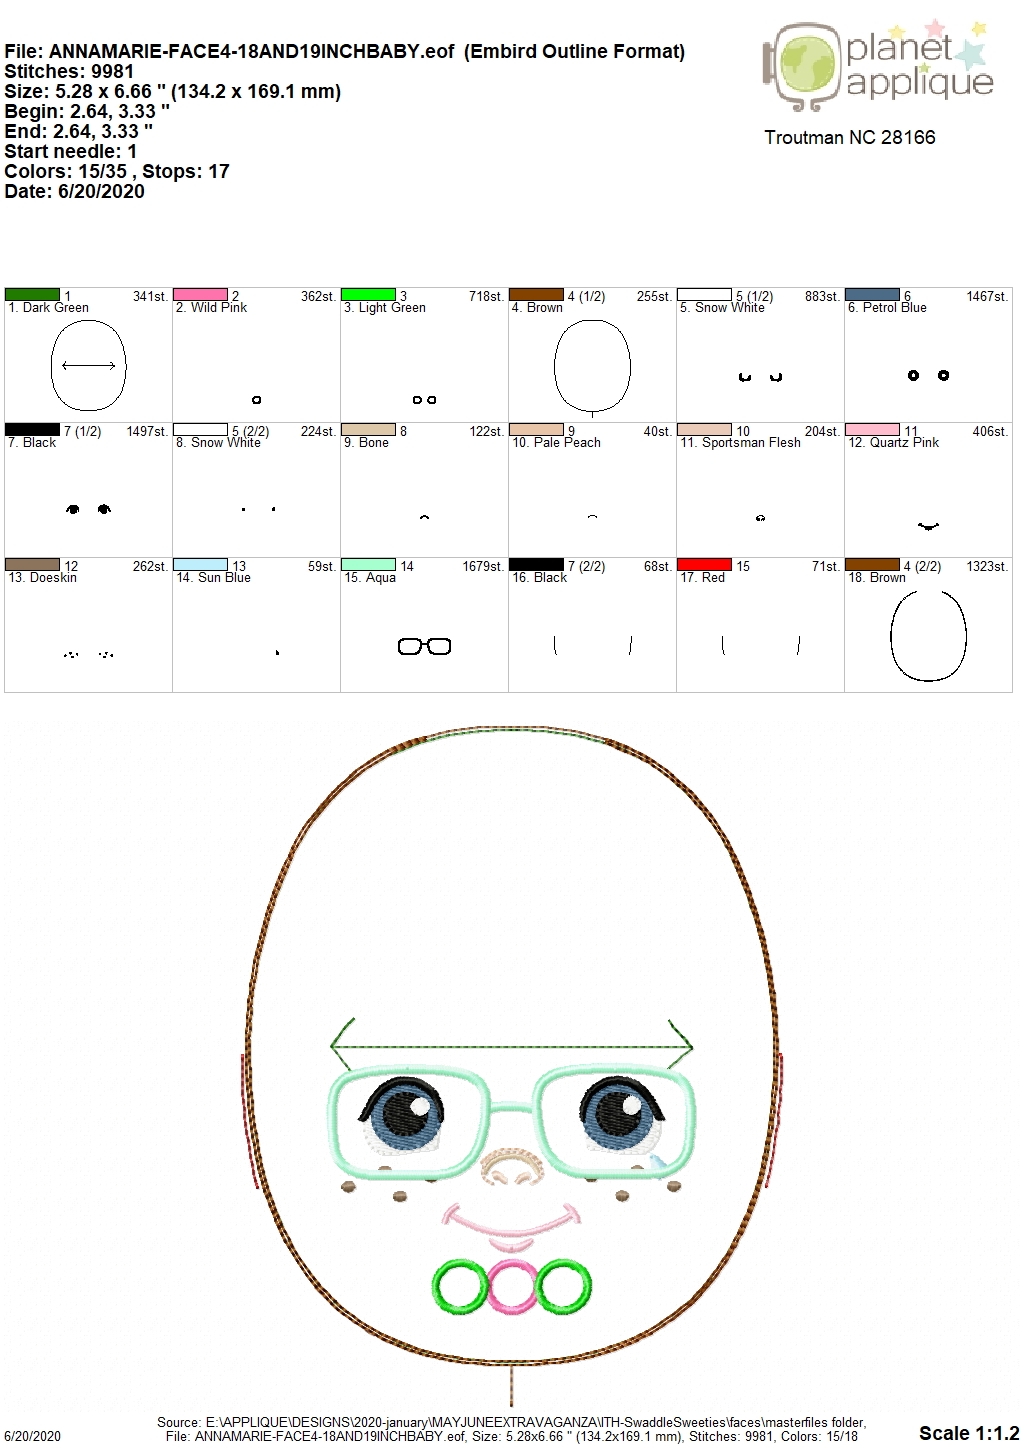 File: ANNAMARIE-FACE4-18AND19INCHBABY.eof (Embird Outline Format)
Stitches: 9981
Size: 5.28 x 6.66 " (134.2 x 169.1 mm)
Begin: 2.64, 3.33 "
End: 2.64, 3.33 "
Start needle: 1
Colors: 15/35 , Stops: 17
Date: 6/20/2020
planet
applique
Troutman NC 28166
1 341st.
1. Dark Green
2 362st.
2. Wild Pink
3 718st.
3. Light Green
4 (1/2) 255st.
4. Brown
5 (1/2) 883st.
5. Snow White
6 1467st.
6. Petrol Blue
7 (1/2) 1497st.
7. Black
5 (2/2) 224st.
8. Snow White
8 122st.
9. Bone
9 40st.
10. Pale Peach
10 204st.
11. Sportsman Flesh
11 406st.
12. Quartz Pink
12 262st.
13. Doeskin
13 59st.
14. Sun Blue
14 1679st.
15. Aqua
7 (2/2) 68st.
16. Black
15 71st.
17. Red
4 (2/2) 1323st.
18. Brown
Source: E:\APPLIQUE\DESIGNS\2020-january\MAYJUNEEXTRAVAGANZA\ITH-SwaddleSweeties\faces\masterfiles folder,
6/20/2020 File: ANNAMARIE-FACE4-18AND19INCHBABY.eof, Size: 5.28x6.66 " (134.2x169.1 mm), Stitches: 9981, Colors: 15/18 Scale 1:1.2